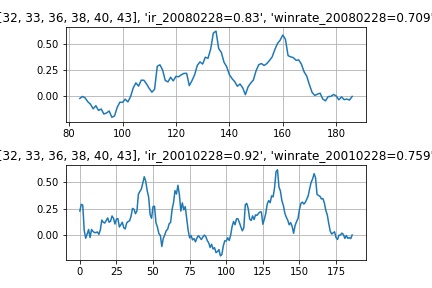 [32, 33, 36, 38, 40, 43], 'ir_20080228=0.83', 'winrate_20080228=0.709'
0.50
0.25
0.00
80 100 120 140 160 180
[32, 33, 36, 38, 40, 43], 'ir_20010228=0.92', 'winrate_20010228=0.759'
0.50
0.25
0.00
0 25 50 75 100 125 150 175